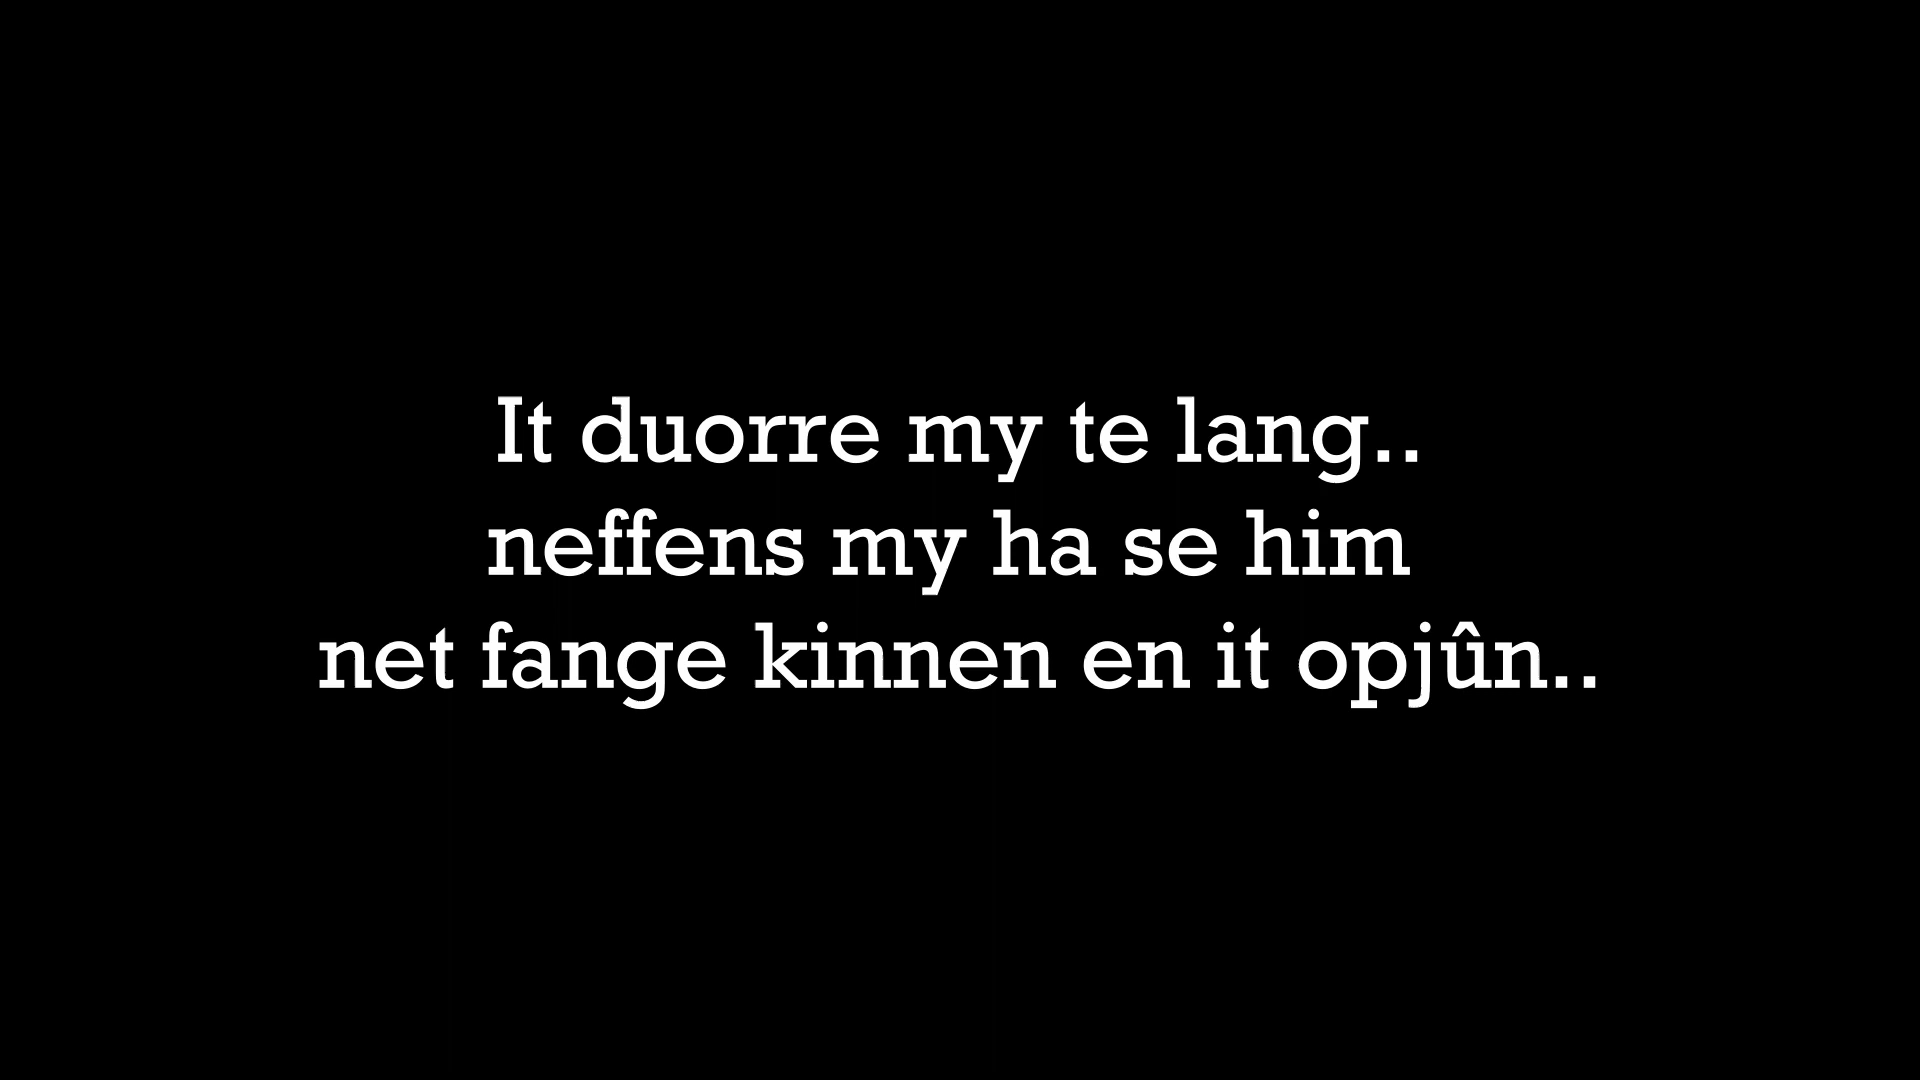 It duorre my te lang..
neffens my ha se him
net fange kinnen en it opjûn..